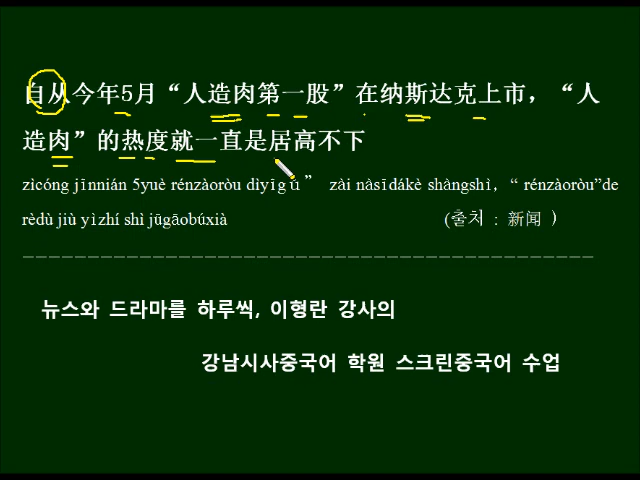 自从今年5月“人造肉第一股”在纳斯达克上市，“人
造肉”的热度就一直是居高不下
zìcóng jīnnián 5yuè rénzàoròu dìyīgǔ” zài nàsīdákè shàngshì，“ rénzàoròu”de
rèdù jiù yìzhí shì jūgāobúxià (출처 : 新闻 )
뉴스와 드라마를 하루씩, 이형란 강사의
강남시사중국어 학원 스크린중국어 수업